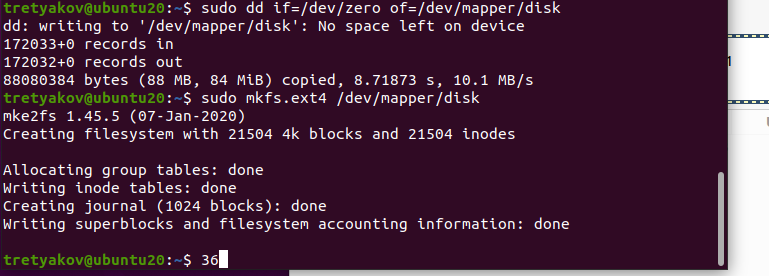 tretyakov@ubuntu20:~$ sudo dd if=/dev/zero of=/dev/mapper/disk
dd: writing to '/dev/mapper/disk': No space left on device
172033+0 records in
172032+0 records out
88080384 bytes (88 MB, 84 MiB) copied, 8.71873 s, 10.1 MB/s
tretyakov@ubuntu20:~$ sudo mkfs.ext4 /dev/mapper/disk
mke2fs 1.45.5 (07-Jan-2020)
Creating filesystem with 21504 4k blocks and 21504 inodes
Allocating group tables: done
Writing inode tables: done
Creating journal (1024 blocks): done
Writing superblocks and filesystem accounting information: done
tretyakov@ubuntu20:~$ 36